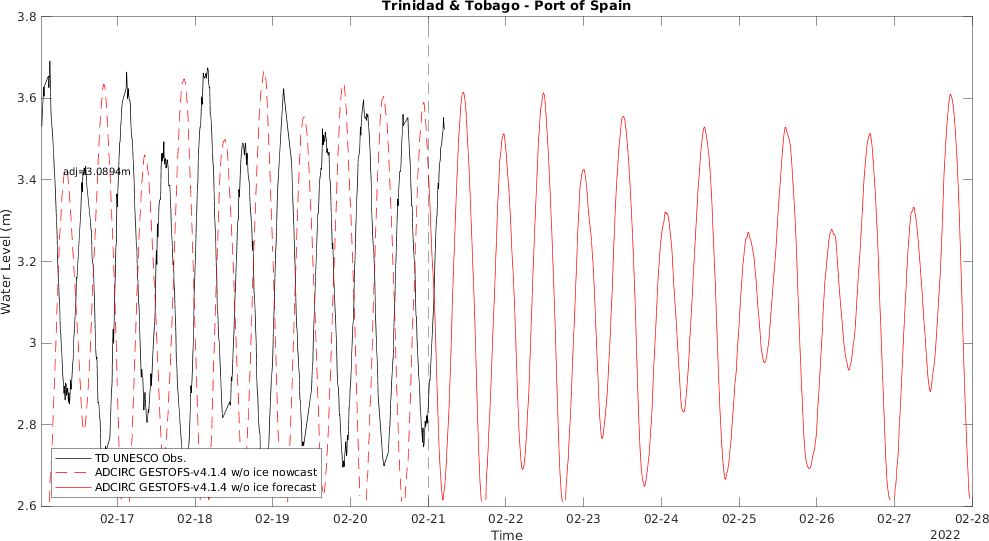 Trinidad & Tobago - Port of Spain
3.8
3.6
3.4
3.2
3
2.8
2.6
Water Level (m)
adj=3.0894m
TD UNESCO Obs.
ADCIRC GESTOFS-v4.1.4 w/o ice nowcast
ADCIRC GESTOFS-v4.1.4 w/o ice forecast
02-17 02-18 02-19 02-20 02-21 02-22 02-23 02-24 02-25 02-26 02-27 02-28
Time
2022